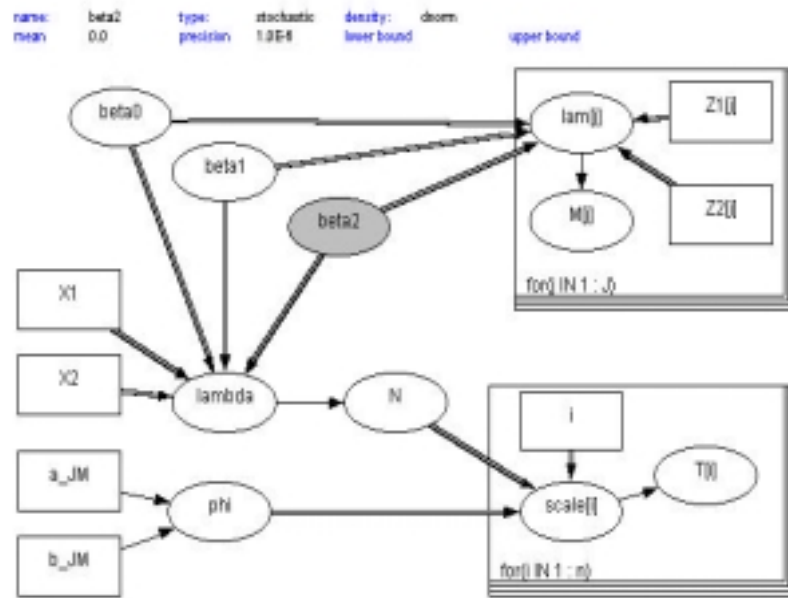 name: beta2 type: stochastic density: dnorm
mean 0.0 precision 1.0E-6 lower bound upper bound
beta0
lam[j]
Z1[j]
beta1
beta2
M[j]
Z2[j]
for(j IN 1 : J)
X1
X2
lambda
N
i
a_JM
phi
scale[i]
T[i]
b_JM
for(i IN 1 : n)